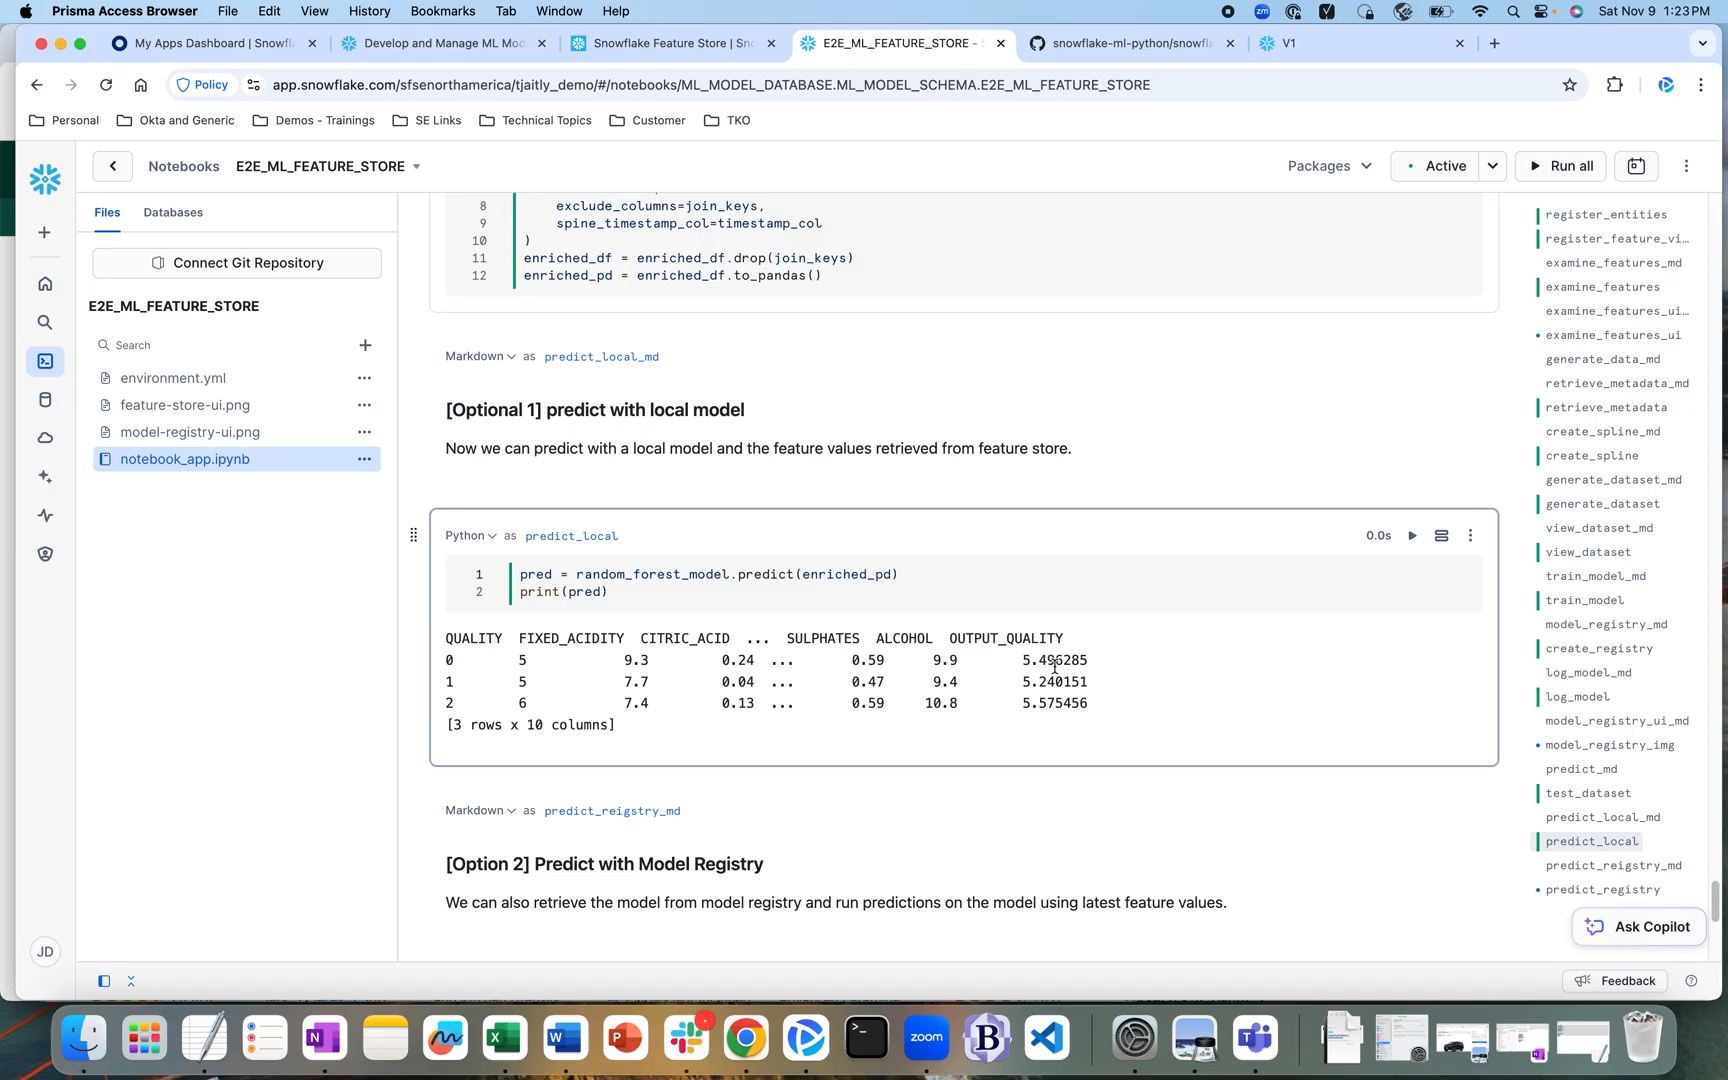 Prisma Access Browser File Edit View History Bookmarks Tab Window Help
zm
Sat Nov 9 1:23PM
My Apps Dashboard | Snowfl
Develop and Manage ML Mod
Snowflake Feature Store | Sno
E2E_ML_FEATURE_STORE - S
snowflake-ml-python/snowfl
V1
Policy
app.snowflake.com/sfsenorthamerica/tjaitly_demo/#/notebooks/ML_MODEL_DATABASE.ML_MODEL_SCHEMA.E2E_ML_FEATURE_STORE
Personal Okta and Generic Demos - Trainings SE Links Technical Topics Customer TKO
Notebooks E2E_ML_FEATURE_STORE
Packages Active Run all
Files Databases
Connect Git Repository
E2E_ML_FEATURE_STORE
Search
environment.yml
feature-store-ui.png
model-registry-ui.png
notebook_app.ipynb
JD
8 exclude_columns=join_keys,
9 spine_timestamp_col=timestamp_col
10 )
11 enriched_df = enriched_df.drop(join_keys)
12 enriched_pd = enriched_df.to_pandas()
Markdown as predict_local_md
[Optional 1] predict with local model
Now we can predict with a local model and the feature values retrieved from feature store.
Python as predict_local
0.0s
1 pred = random_forest_model.predict(enriched_pd)
2 print(pred)
QUALITY FIXED_ACIDITY CITRIC_ACID ... SULPHATES ALCOHOL OUTPUT_QUALITY
0 5 9.3 0.24 ... 0.59 9.9 5.496285
1 5 7.7 0.04 ... 0.47 9.4 5.240151
2 6 7.4 0.13 ... 0.59 10.8 5.575456
[3 rows x 10 columns]
Markdown as predict_reigstry_md
[Option 2] Predict with Model Registry
We can also retrieve the model from model registry and run predictions on the model using latest feature values.
register_entities
register_feature_vi...
examine_features_md
examine_features
examine_features_ui...
examine_features_ui
generate_data_md
retrieve_metadata_md
retrieve_metadata
create_spline_md
create_spline
generate_dataset_md
generate_dataset
view_dataset_md
view_dataset
train_model_md
train_model
model_registry_md
create_registry
log_model_md
log_model
model_registry_ui_md
model_registry_img
predict_md
test_dataset
predict_local_md
predict_local
predict_reigstry_md
predict_registry
Ask Copilot
Feedback
N
X
W
P
>_
zoom
B
T